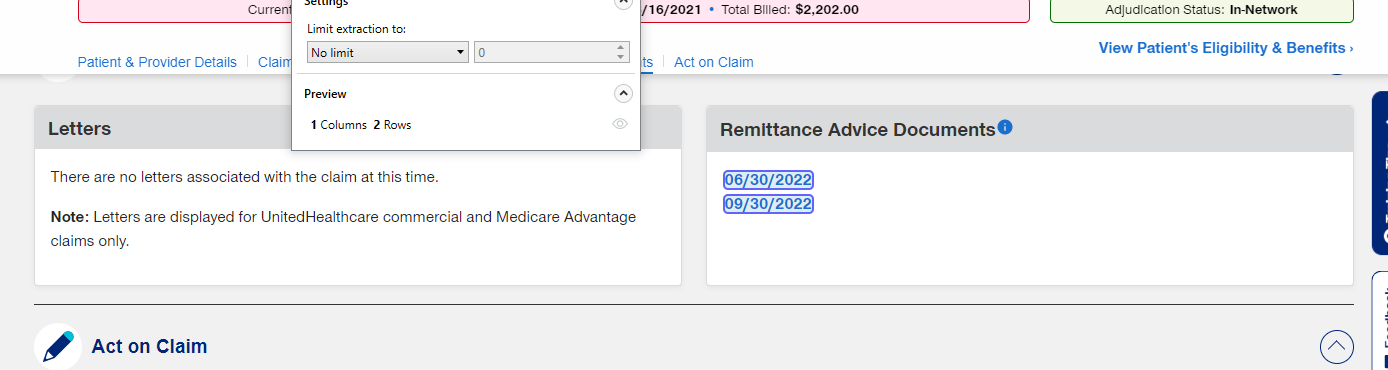 Settings
Current
/16/2021 • Total Billed: $2,202.00
Adjudication Status: In-Network
Limit extraction to:
No limit
0
View Patient's Eligibility & Benefits ›
Patient & Provider Details
Claim
ts
Act on Claim
Preview
1 Columns 2 Rows
Letters
Remittance Advice Documents
There are no letters associated with the claim at this time.
06/30/2022
09/30/2022
Note: Letters are displayed for UnitedHealthcare commercial and Medicare Advantage
claims only.
Act on Claim